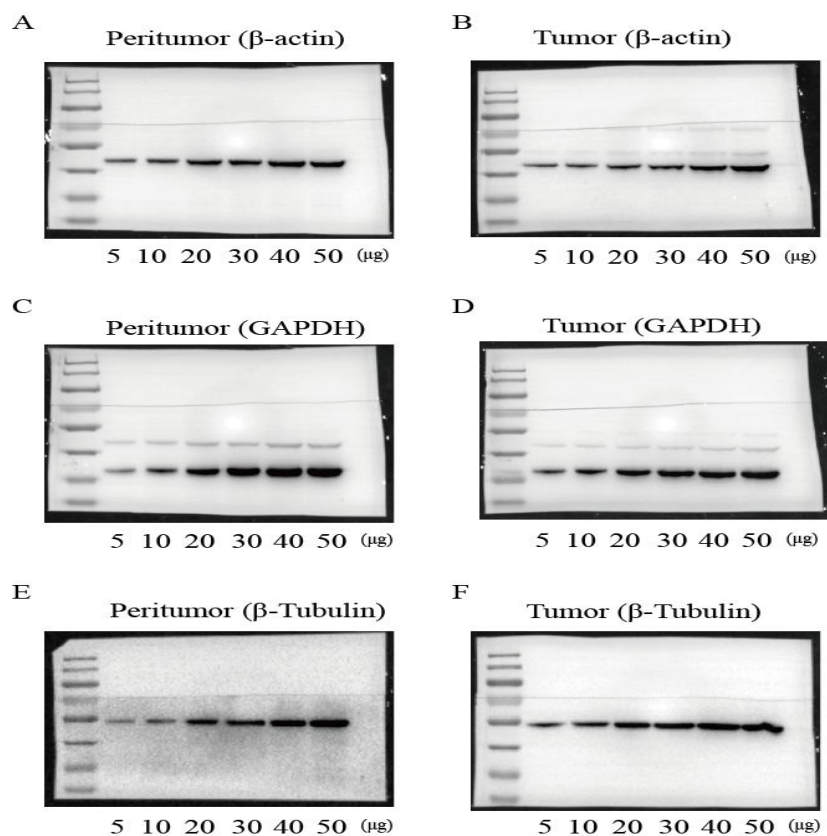 A
Peritumor (β-actin)
5 10 20 30 40 50 (μg)
B
Tumor (β-actin)
5 10 20 30 40 50 (μg)
C
Peritumor (GAPDH)
5 10 20 30 40 50 (μg)
D
Tumor (GAPDH)
5 10 20 30 40 50 (μg)
E
Peritumor (β-Tubulin)
5 10 20 30 40 50 (μg)
F
Tumor (β-Tubulin)
5 10 20 30 40 50 (μg)